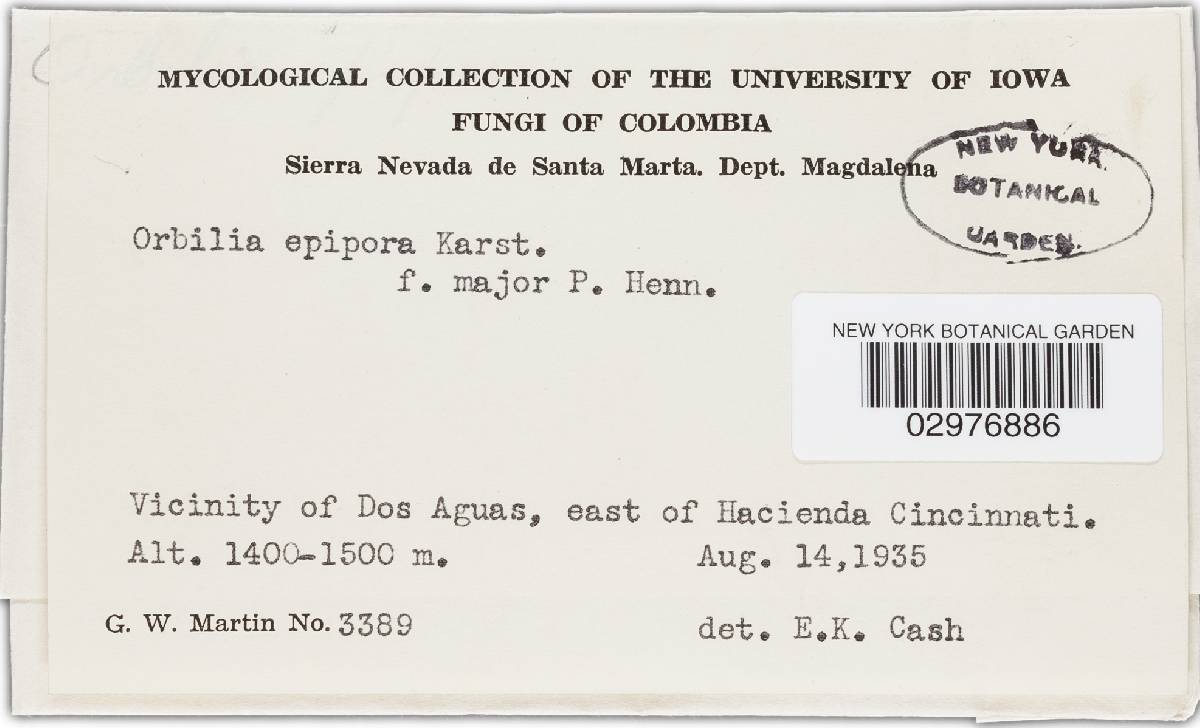 MYCOLOGICAL COLLECTION OF THE UNIVERSITY OF IOWA
FUNGI OF COLOMBIA
Sierra Nevada de Santa Marta. Dept. Magdalena
NEW YORK
BOTANICAL
GARDEN.
Orbilia epipora Karst.
f. major P. Henn.
NEW YORK BOTANICAL GARDEN
02976886
Vicinity of Dos Aguas, east of Hacienda Cincinnati.
Alt. 1400-1500 m. Aug. 14,1935
G. W. Martin No. 3389 det. E.K. Cash